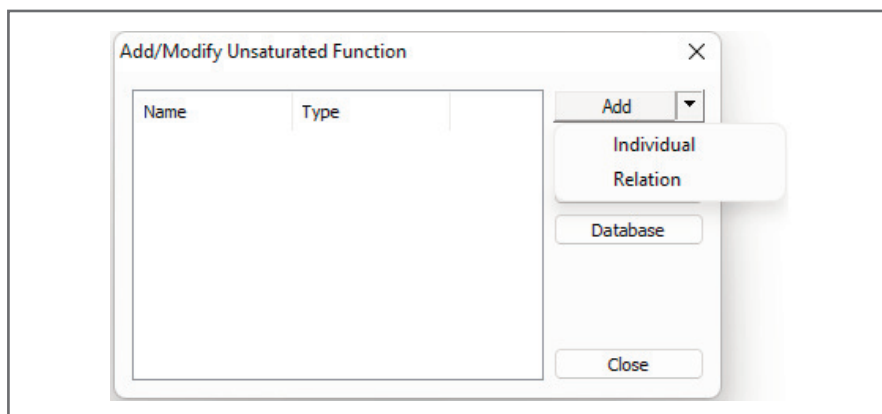 Add/Modify Unsaturated Function
Name Type
Add
Individual
Relation
Database
Close